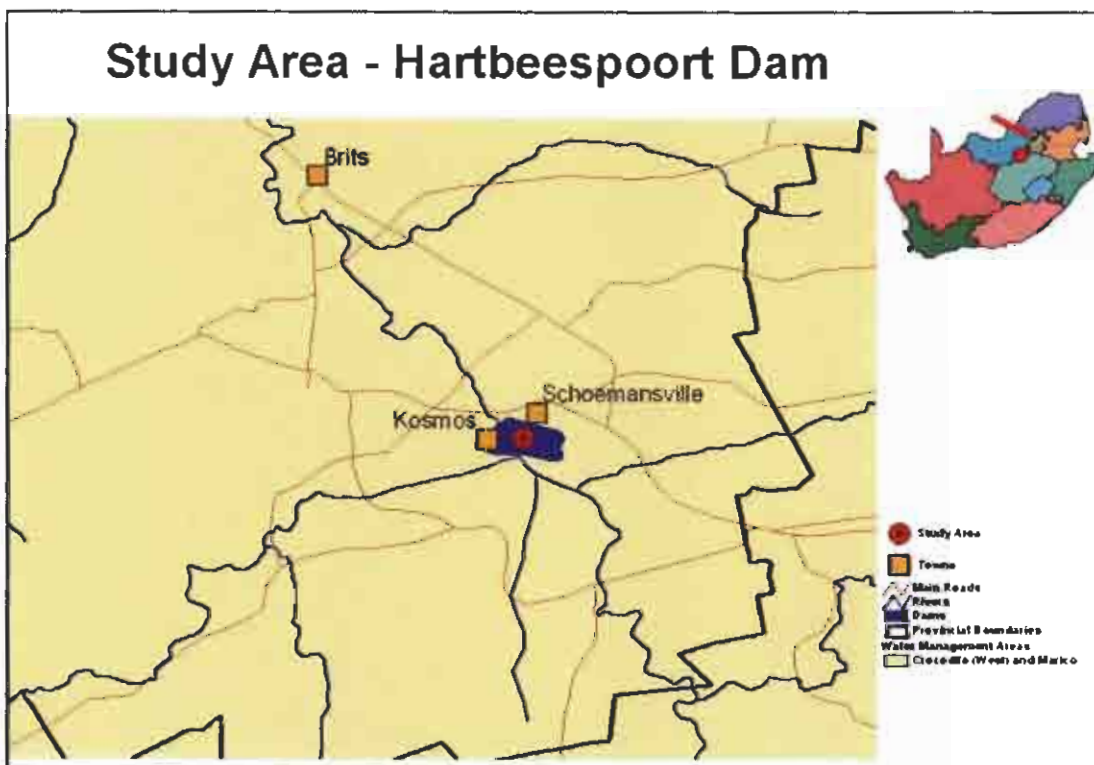 Study Area - Hartbeespoort Dam
Brits
Schoemansville
Kosmos
Study Area
Towns
Main Roads
Rivers
Dams
Provincial Boundaries
Water Management Areas
Crocodile (West) and Marico